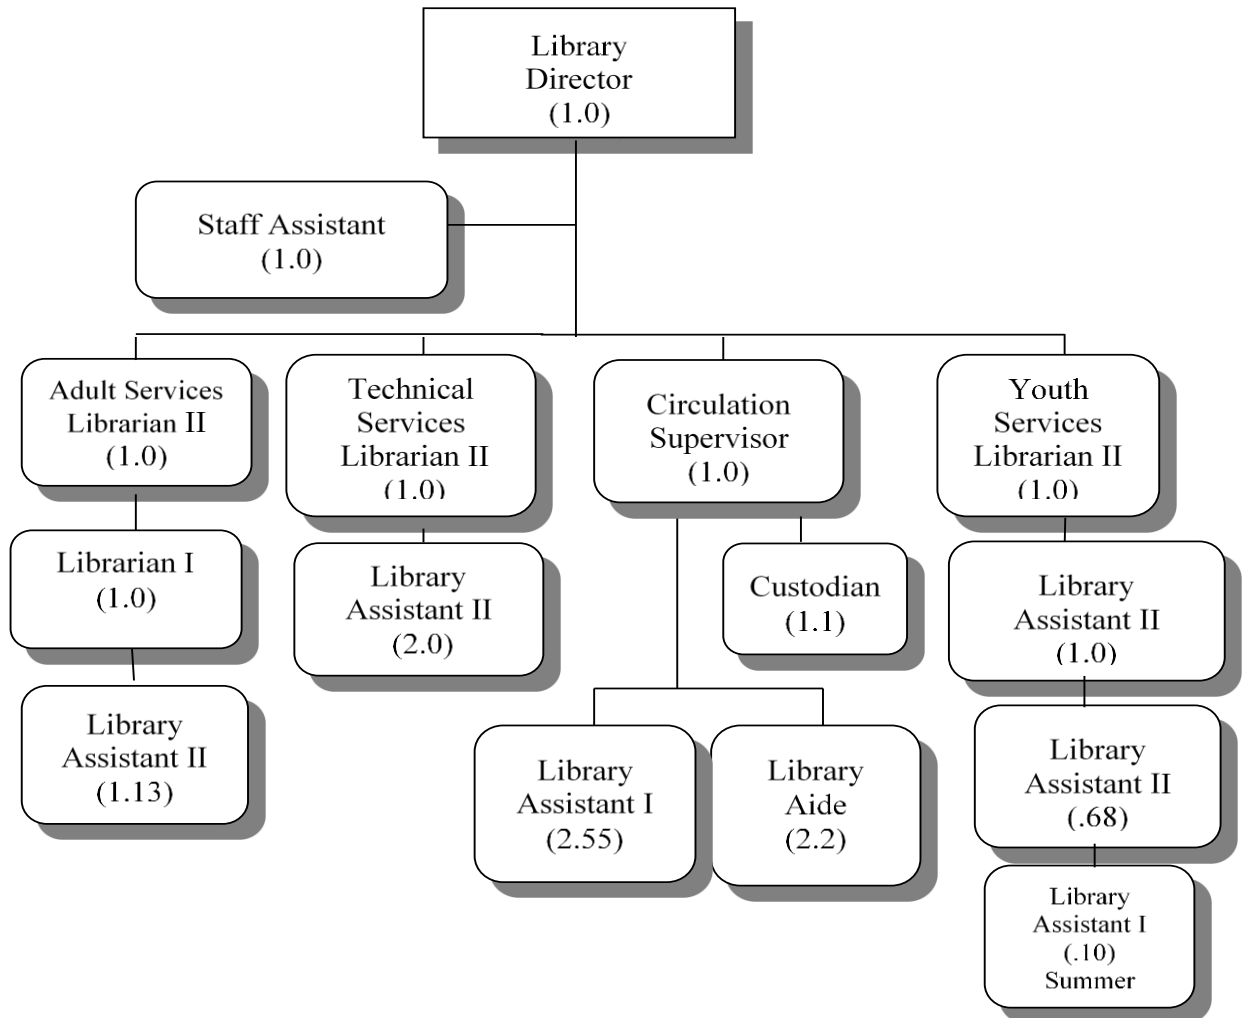 Library
Director
(1.0)
Staff Assistant
(1.0)
Adult Services
Librarian II
(1.0)
Technical
Services
Librarian II
(1.0)
Circulation
Supervisor
(1.0)
Youth
Services
Librarian II
(1.0)
Librarian I
(1.0)
Library
Assistant II
(2.0)
Custodian
(1.1)
Library
Assistant II
(1.0)
Library
Assistant II
(1.13)
Library
Assistant I
(2.55)
Library
Aide
(2.2)
Library
Assistant II
(.68)
Library
Assistant I
(.10)
Summer